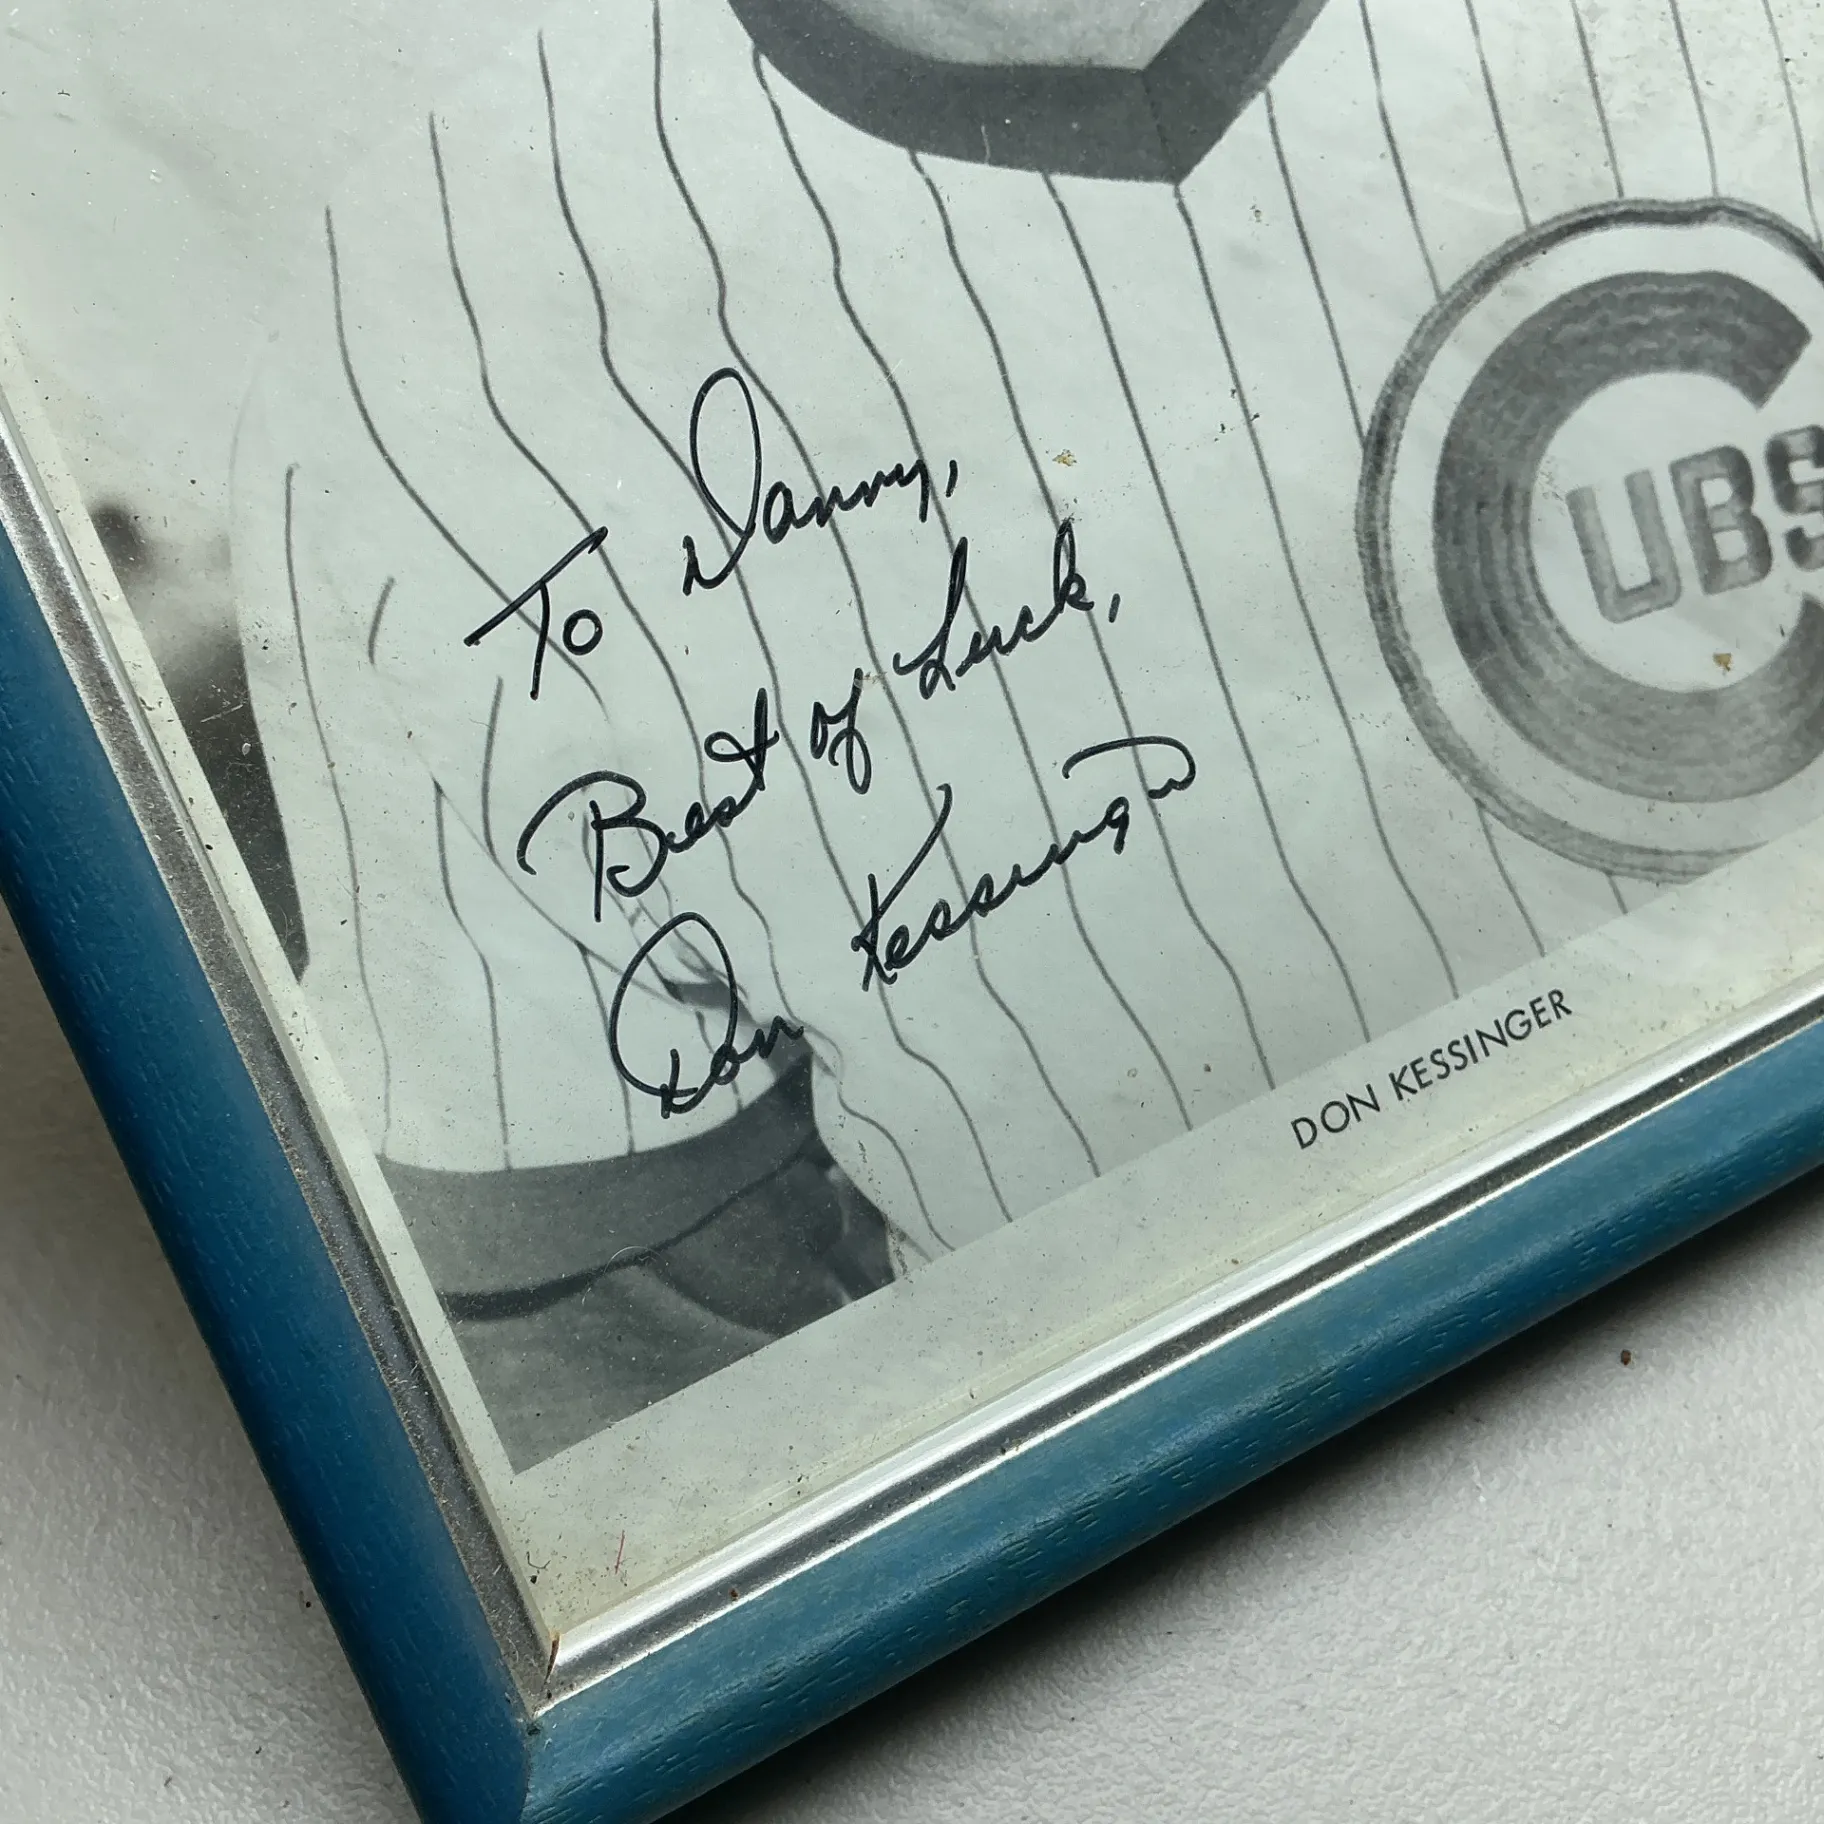 To Danny,
Best of Luck,
Don Kessinger
CUBS
DON KESSINGER